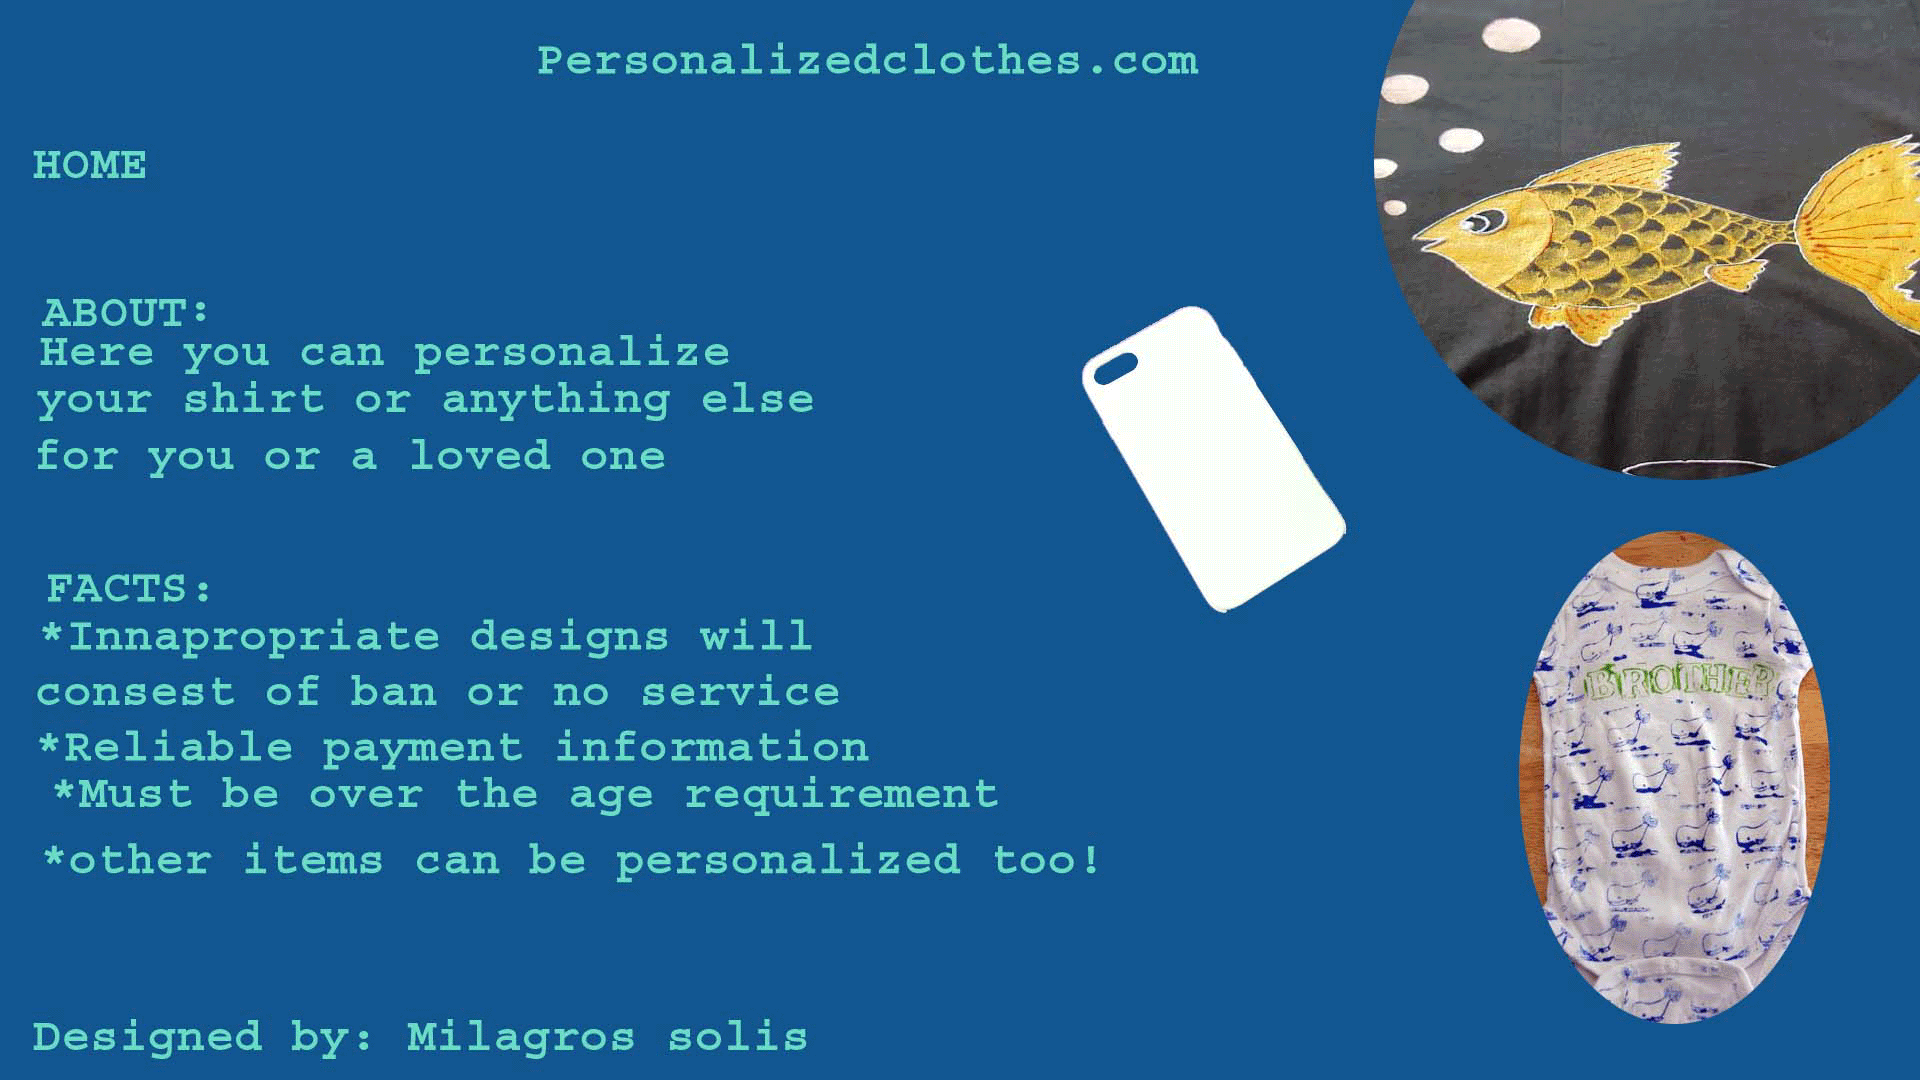 Personalizedclothes.com
HOME
ABOUT:
Here you can personalize
your shirt or anything else
for you or a loved one
FACTS:
*Innapropriate designs will
consest of ban or no service
*Reliable payment information
*Must be over the age requirement
*other items can be personalized too!
BROTHER
Designed by: Milagros solis